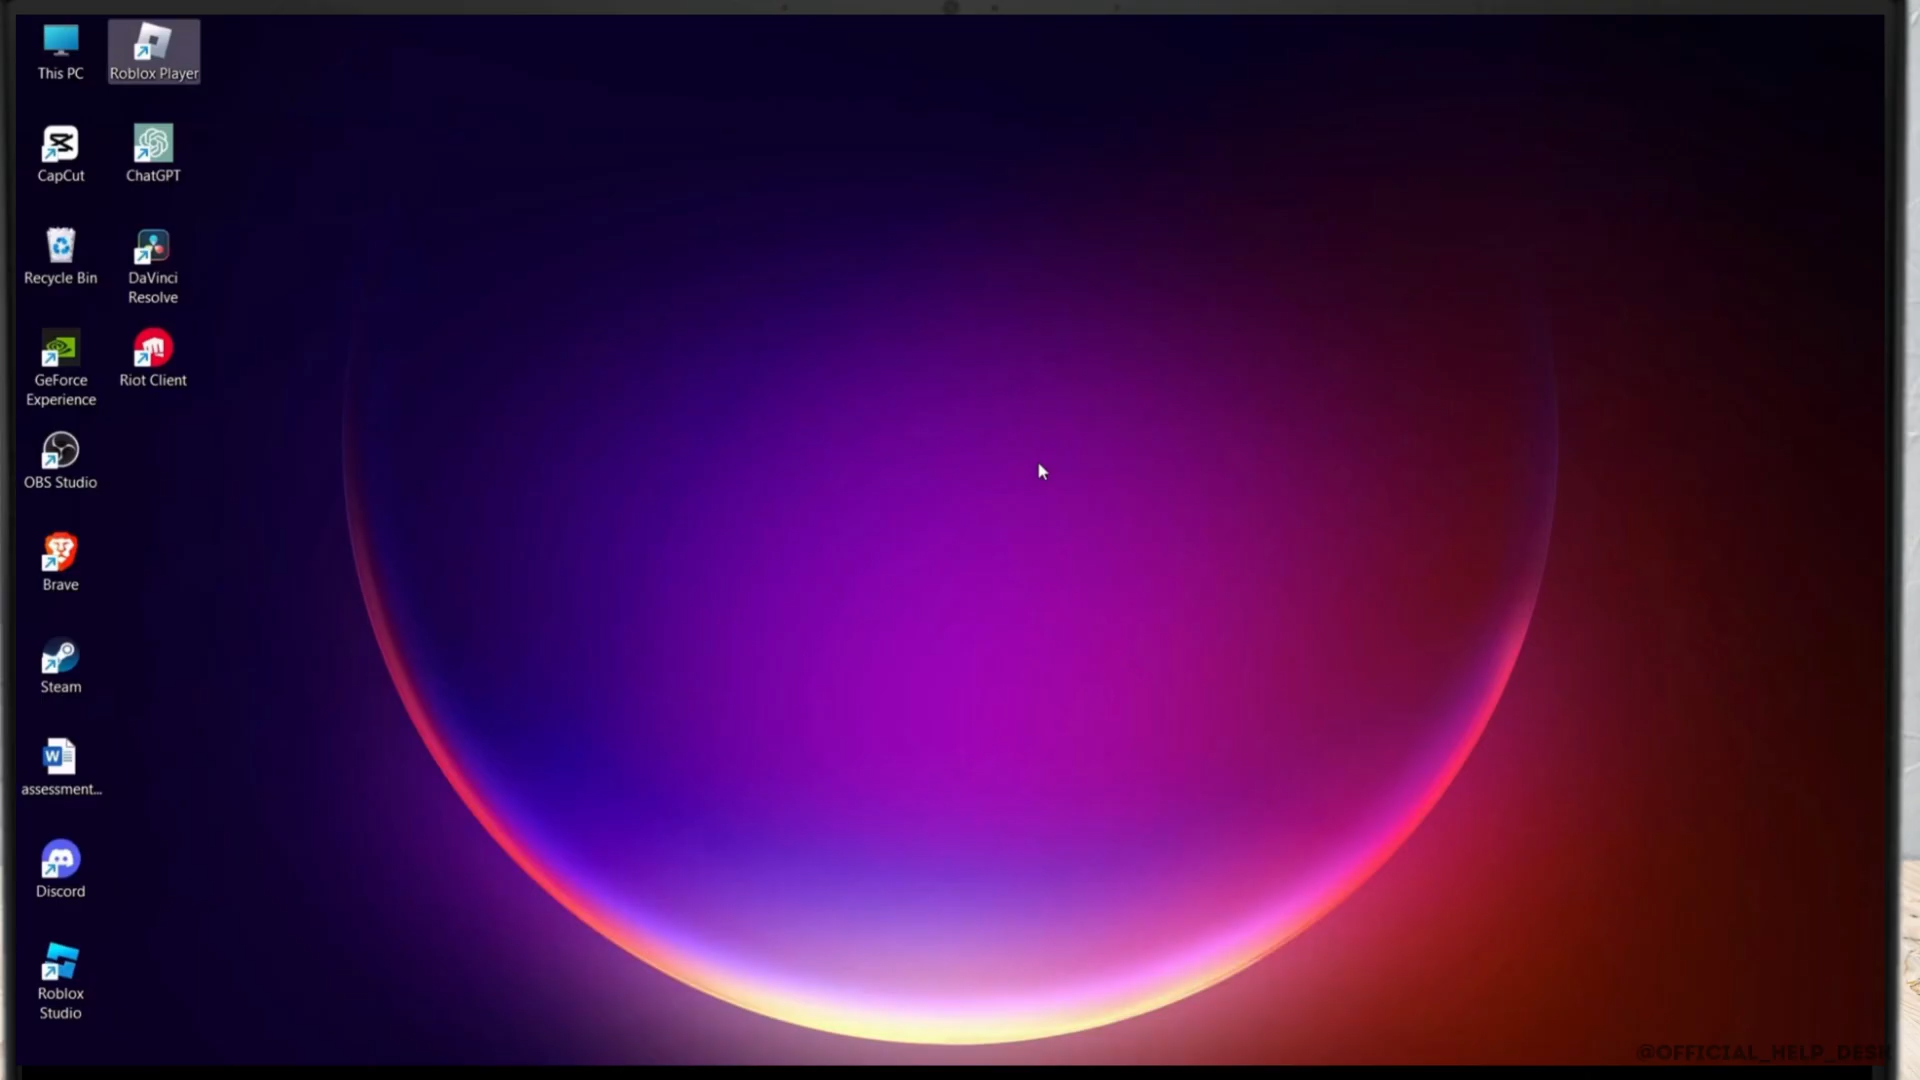 This PC
Roblox Player
CapCut
ChatGPT
Recycle Bin
DaVinci
Resolve
GeForce
Experience
Riot Client
OBS Studio
Brave
Steam
assessment...
Discord
Roblox
Studio
@OFFICIAL_HELP_DESK